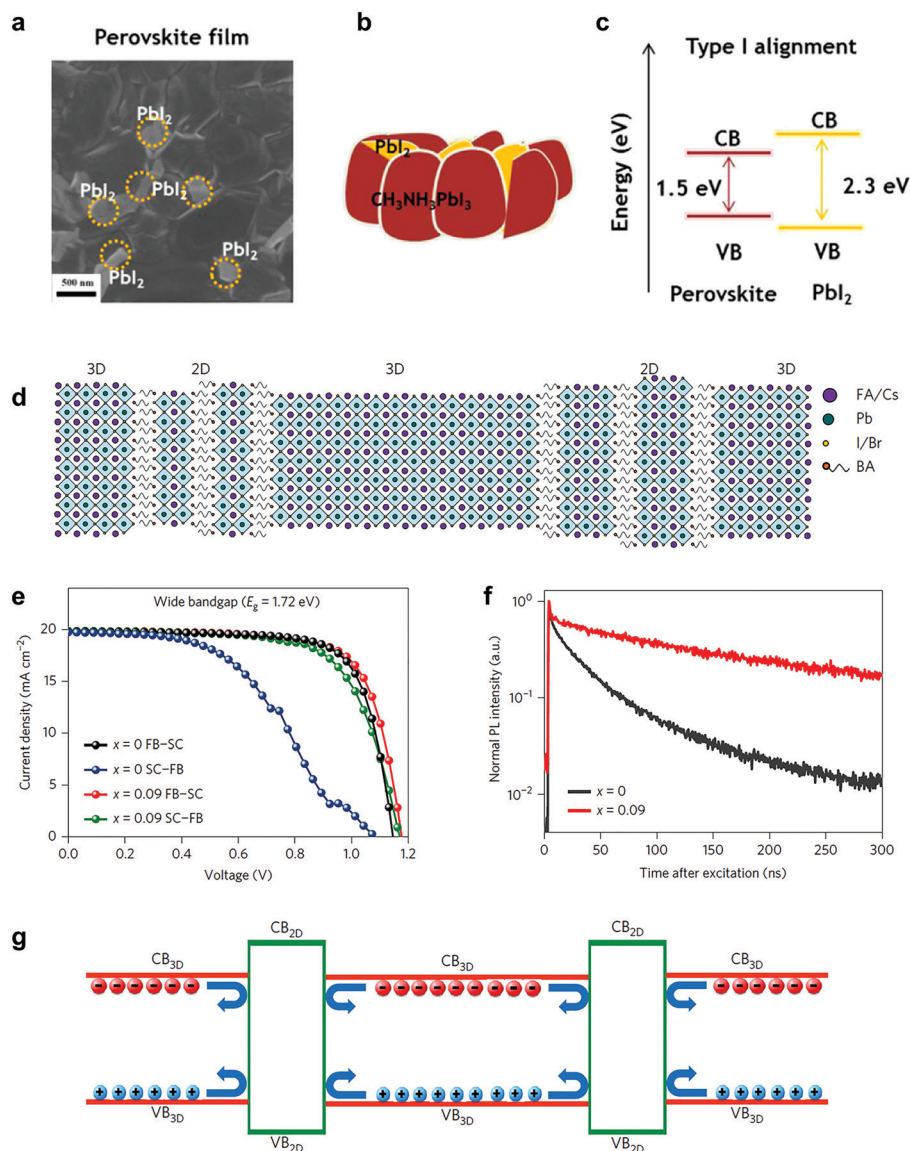 a
Perovskite film
PbI₂
PbI₂
PbI₂
PbI₂
PbI₂
500 nm
b
PbI₂
CH₃NH₃PbI₃
c
Type I alignment
Energy (eV)
CB
CB
1.5 eV
2.3 eV
VB
VB
Perovskite
PbI₂
d
3D
2D
3D
2D
3D
FA/Cs
Pb
I/Br
BA
e
Wide bandgap (E_g = 1.72 eV)
Current density (mA cm⁻²)
20
15
10
5
0
x = 0 FB–SC
x = 0 SC–FB
x = 0.09 FB–SC
x = 0.09 SC–FB
0.0 0.2 0.4 0.6 0.8 1.0 1.2
Voltage (V)
f
Normal PL intensity (a.u.)
10⁰
10⁻¹
10⁻²
x = 0
x = 0.09
0 50 100 150 200 250 300
Time after excitation (ns)
g
CB₂D
CB₂D
CB₃D
CB₃D
CB₃D
VB₃D
VB₃D
VB₃D
VB₂D
VB₂D